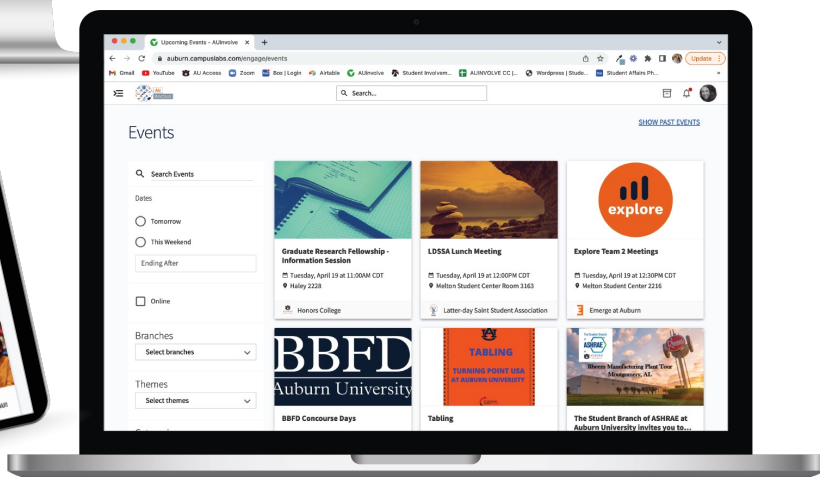 Upcoming Events - AUInvolve
auburn.campuslabs.com/engage/events
Update
Gmail YouTube AU Access Zoom Box | Login Airtable AUInvolve Student Involvem... AUINVOLVE CC |... Wordpress | Stude... Student Affairs Ph...
Search...
Events
SHOW PAST EVENTS
Search Events
Dates
Tomorrow
This Weekend
Ending After
Online
Branches
Select branches
Themes
Select themes
Graduate Research Fellowship -
Information Session
Tuesday, April 19 at 11:00AM CDT
Haley 2228
Honors College
LDSSA Lunch Meeting
Tuesday, April 19 at 12:00PM CDT
Melton Student Center Room 3163
Latter-day Saint Student Association
explore
Explore Team 2 Meetings
Tuesday, April 19 at 12:30PM CDT
Melton Student Center 2216
Emerge at Auburn
BBFD
Auburn University
BBFD Concourse Days
TABLING
TURNING POINT USA
AT AUBURN UNIVERSITY
Tabling
ASHRAE
Rheem Manufacturing Plant Tour
Montgomery, AL
The Student Branch of ASHRAE at
Auburn University invites you to...